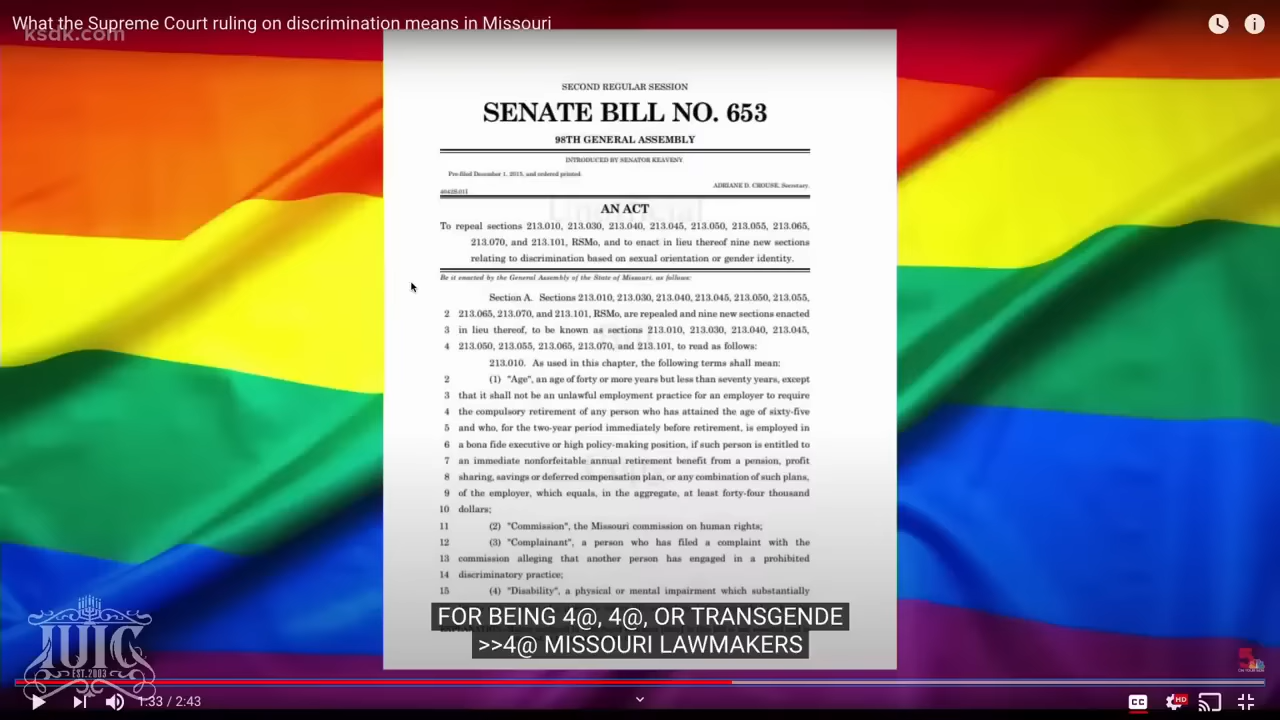 What the Supreme Court ruling on discrimination means in Missouri
ksdk.com
SECOND REGULAR SESSION
SENATE BILL NO. 653
98TH GENERAL ASSEMBLY
INTRODUCED BY SENATOR KEAVENY.
Pre-filed December 1, 2015, and ordered printed.
ADRIANE D. CROUSE, Secretary.
4043S.01I
AN ACT
To repeal sections 213.010, 213.030, 213.040, 213.045, 213.050, 213.055, 213.065,
213.070, and 213.101, RSMo, and to enact in lieu thereof nine new sections
relating to discrimination based on sexual orientation or gender identity.
Be it enacted by the General Assembly of the State of Missouri, as follows:
Section A. Sections 213.010, 213.030, 213.040, 213.045, 213.050, 213.055,
2 213.065, 213.070, and 213.101, RSMo, are repealed and nine new sections enacted
3 in lieu thereof, to be known as sections 213.010, 213.030, 213.040, 213.045,
4 213.050, 213.055, 213.065, 213.070, and 213.101, to read as follows:
213.010. As used in this chapter, the following terms shall mean:
2 (1) "Age", an age of forty or more years but less than seventy years, except
3 that it shall not be an unlawful employment practice for an employer to require
4 the compulsory retirement of any person who has attained the age of sixty-five
5 and who, for the two-year period immediately before retirement, is employed in
6 a bona fide executive or high policy-making position, if such person is entitled to
7 an immediate nonforfeitable annual retirement benefit from a pension, profit
8 sharing, savings or deferred compensation plan, or any combination of such plans,
9 of the employer, which equals, in the aggregate, at least forty-four thousand
10 dollars;
11 (2) "Commission", the Missouri commission on human rights;
12 (3) "Complainant", a person who has filed a complaint with the
13 commission alleging that another person has engaged in a prohibited
14 discriminatory practice;
15 (4) "Disability", a physical or mental impairment which substantially
FOR BEING 4@, 4@, OR TRANSGENDE
>>4@ MISSOURI LAWMAKERS
IUIC
EST.2003
5
1:33 / 2:43
CC
HD